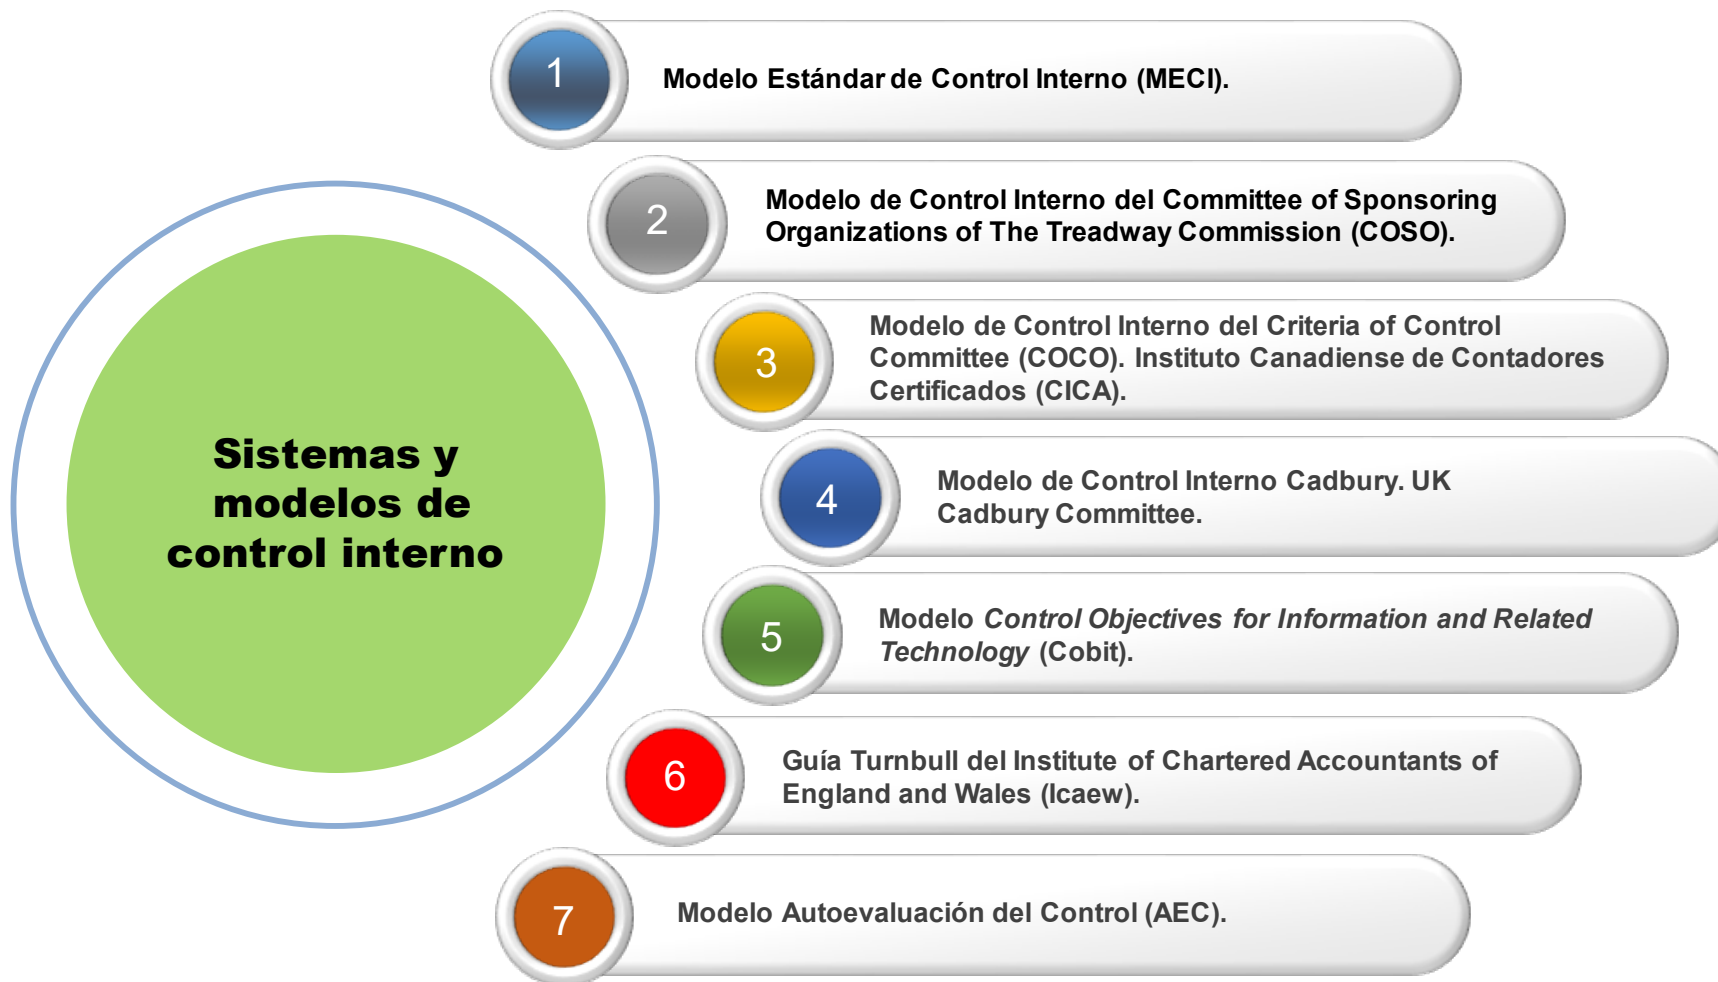 Sistemas y
modelos de
control interno
1
Modelo Estándar de Control Interno (MECI).
2
Modelo de Control Interno del Committee of Sponsoring
Organizations of The Treadway Commission (COSO).
3
Modelo de Control Interno del Criteria of Control
Committee (COCO). Instituto Canadiense de Contadores
Certificados (CICA).
4
Modelo de Control Interno Cadbury. UK
Cadbury Committee.
5
Modelo Control Objectives for Information and Related
Technology (Cobit).
6
Guía Turnbull del Institute of Chartered Accountants of
England and Wales (Icaew).
7
Modelo Autoevaluación del Control (AEC).